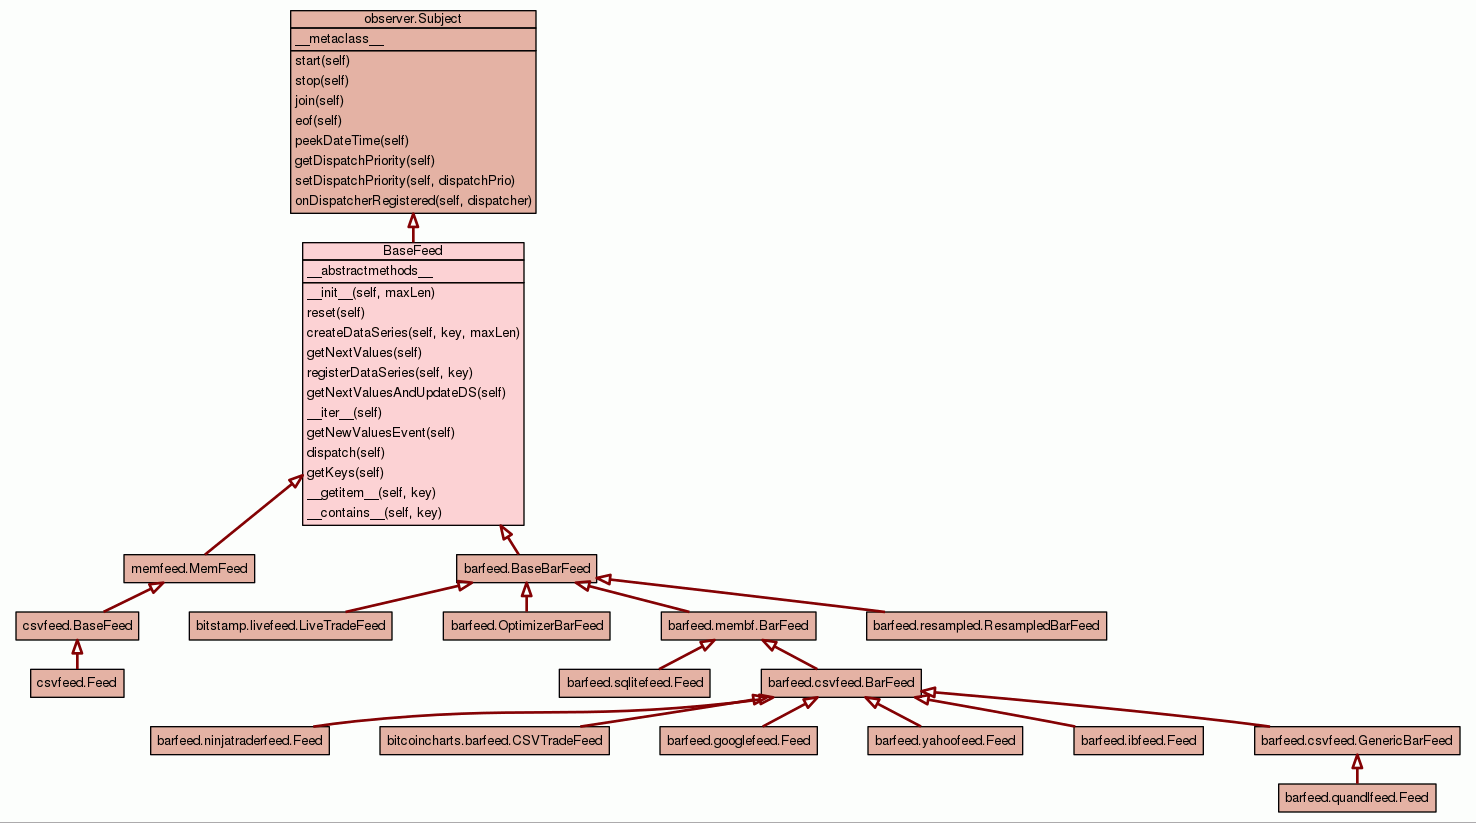 observer.Subject
__metaclass__
start(self)
stop(self)
join(self)
eof(self)
peekDateTime(self)
getDispatchPriority(self)
setDispatchPriority(self, dispatchPrio)
onDispatcherRegistered(self, dispatcher)
BaseFeed
__abstractmethods__
__init__(self, maxLen)
reset(self)
createDataSeries(self, key, maxLen)
getNextValues(self)
registerDataSeries(self, key)
getNextValuesAndUpdateDS(self)
__iter__(self)
getNewValuesEvent(self)
dispatch(self)
getKeys(self)
__getitem__(self, key)
__contains__(self, key)
memfeed.MemFeed
barfeed.BaseBarFeed
csvfeed.BaseFeed
bitstamp.livefeed.LiveTradeFeed
barfeed.OptimizerBarFeed
barfeed.membf.BarFeed
barfeed.resampled.ResampledBarFeed
csvfeed.Feed
barfeed.sqlitefeed.Feed
barfeed.csvfeed.BarFeed
barfeed.ninjatraderfeed.Feed
bitcoincharts.barfeed.CSVTradeFeed
barfeed.googlefeed.Feed
barfeed.yahoofeed.Feed
barfeed.ibfeed.Feed
barfeed.csvfeed.GenericBarFeed
barfeed.quandlfeed.Feed